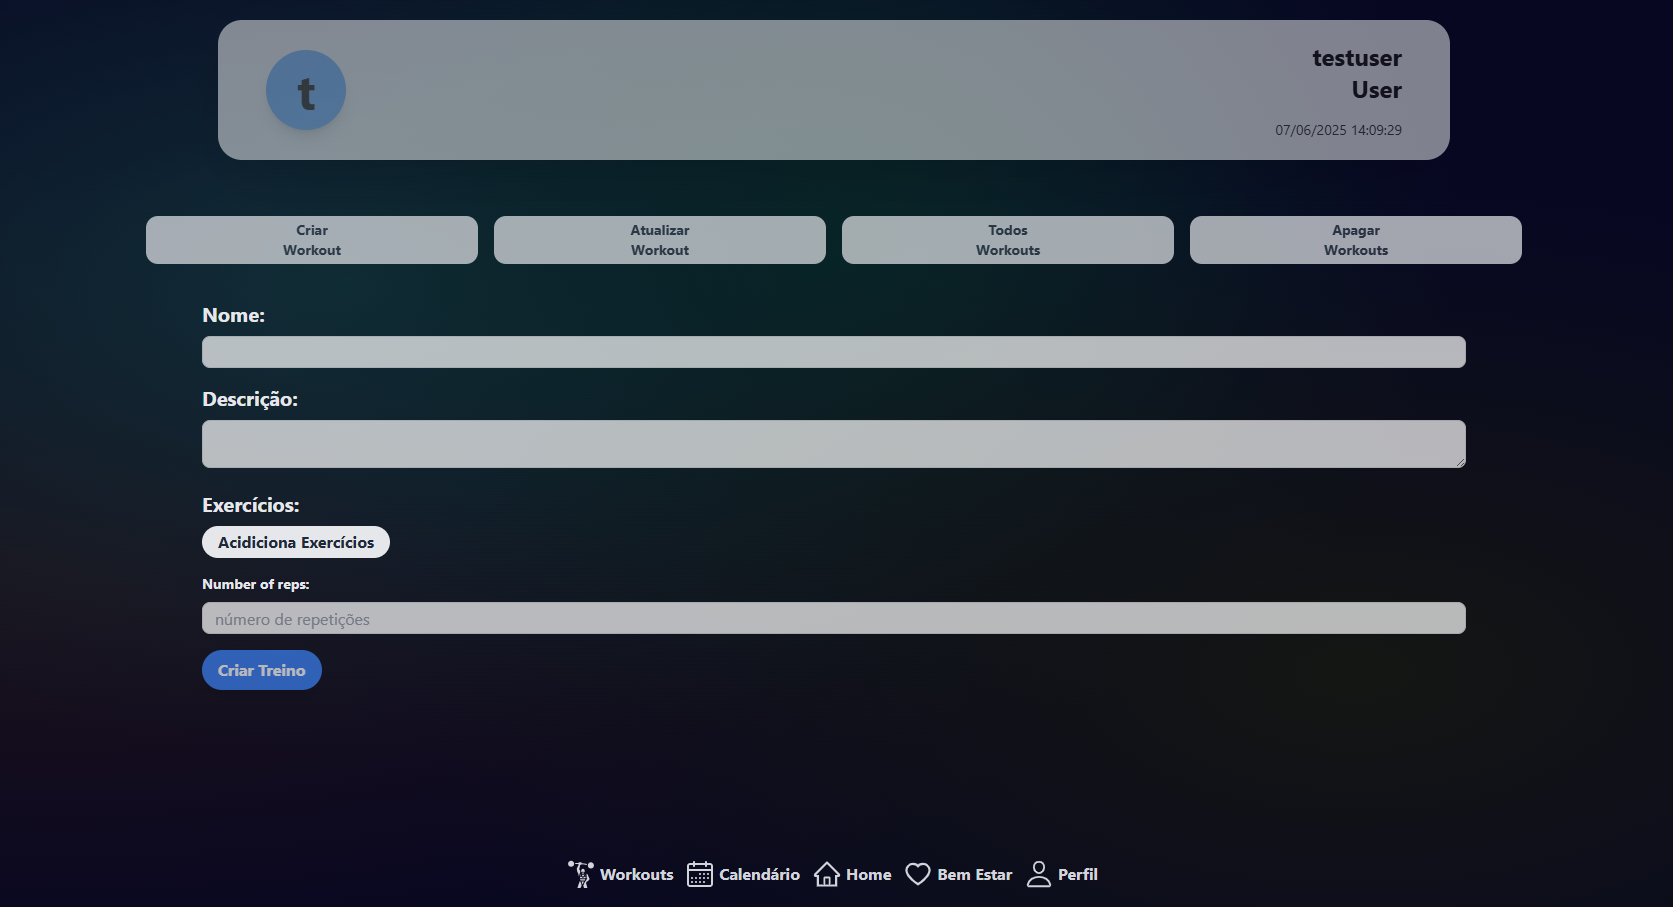 t
testuser
User
07/06/2025 14:09:29
Criar
Workout
Atualizar
Workout
Todos
Workouts
Apagar
Workouts
Nome:
Descrição:
Exercícios:
Acidiciona Exercícios
Number of reps:
número de repetições
Criar Treino
Workouts Calendário Home Bem Estar Perfil